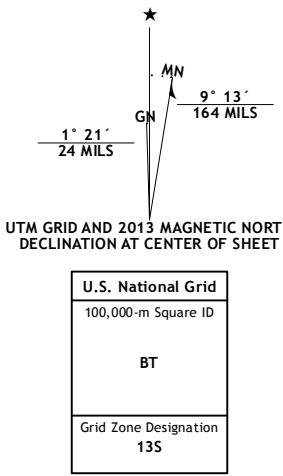 ★
MN
GN
9° 13´
164 MILS
1° 21´
24 MILS
UTM GRID AND 2013 MAGNETIC NORT
DECLINATION AT CENTER OF SHEET
U.S. National Grid
100,000-m Square ID
BT
Grid Zone Designation
13S